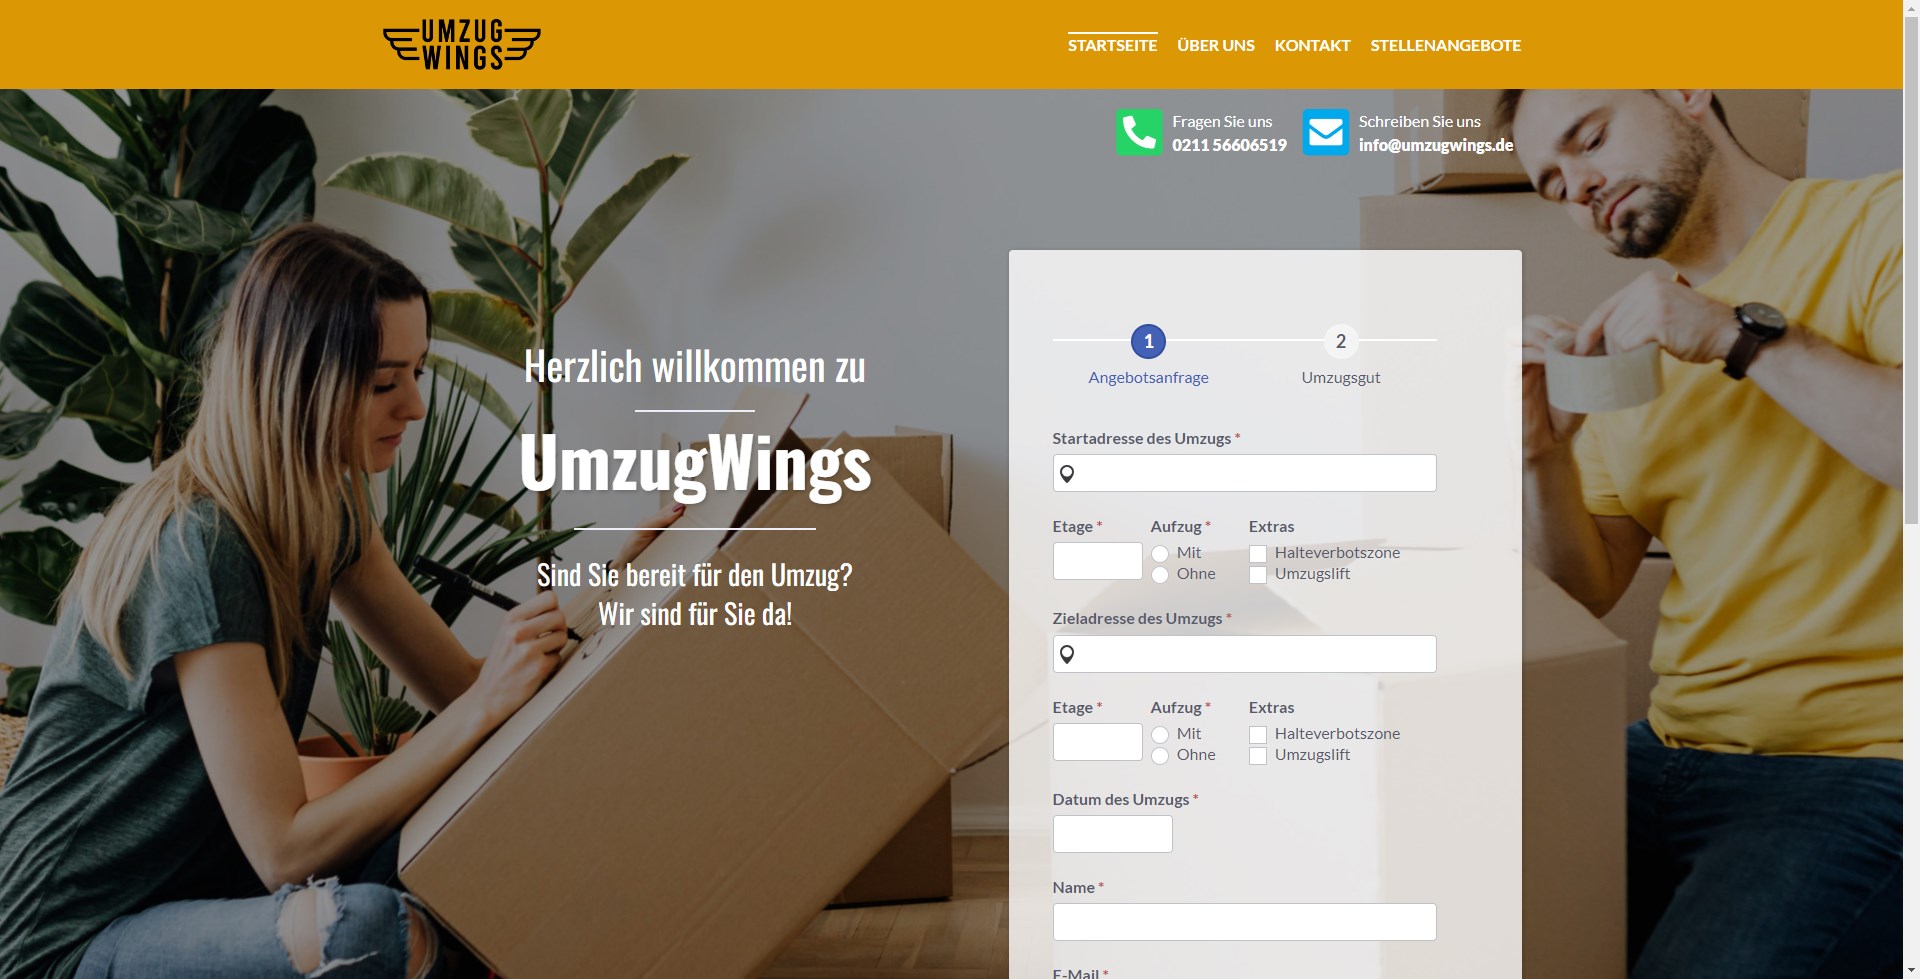 UMZUG
WINGS
STARTSEITE ÜBER UNS KONTAKT STELLENANGEBOTE
Fragen Sie uns
0211 56606519
Schreiben Sie uns
info@umzugwings.de
Herzlich willkommen zu
UmzugWings
Sind Sie bereit für den Umzug?
Wir sind für Sie da!
1 2
Angebotsanfrage Umzugsgut
Startadresse des Umzugs *
Etage * Aufzug * Extras
Mit Halteverbotszone
Ohne Umzugslift
Zieladresse des Umzugs *
Etage * Aufzug * Extras
Mit Halteverbotszone
Ohne Umzugslift
Datum des Umzugs *
Name *
E-Mail *